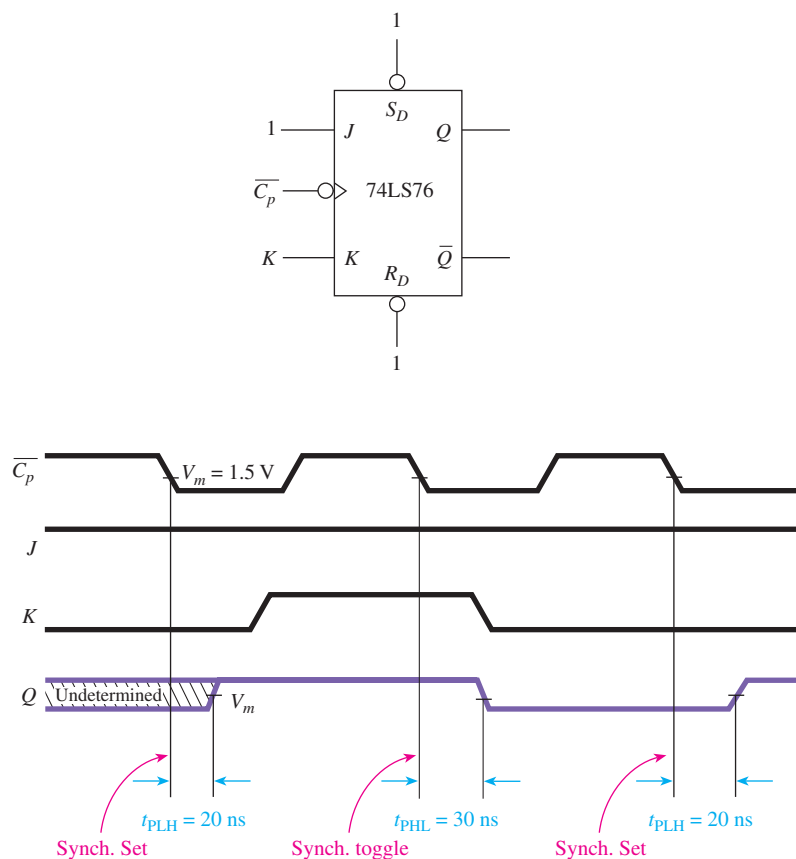 1
S_D
1 J Q
C̅_p̅ 74LS76
K K Q̅
R_D
1
C̅_p̅ V_m = 1.5 V
J
K
Q Undetermined V_m
t_PLH = 20 ns t_PHL = 30 ns t_PLH = 20 ns
Synch. Set Synch. toggle Synch. Set